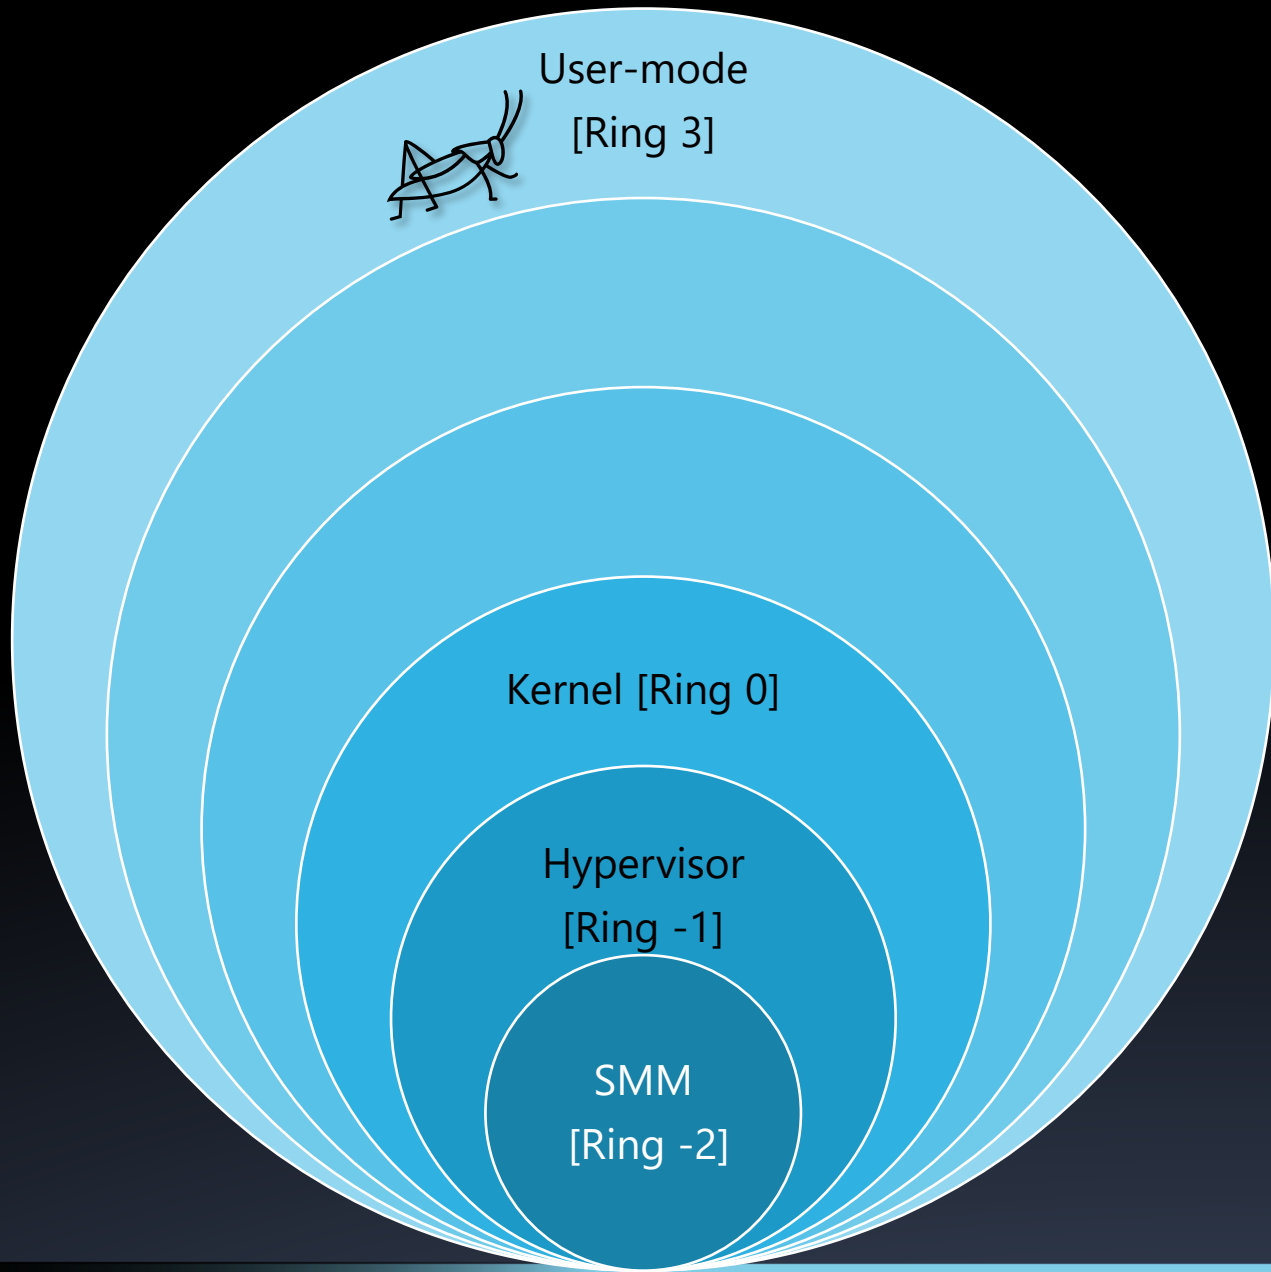 User-mode
[Ring 3]
Kernel [Ring 0]
Hypervisor
[Ring -1]
SMM
[Ring -2]